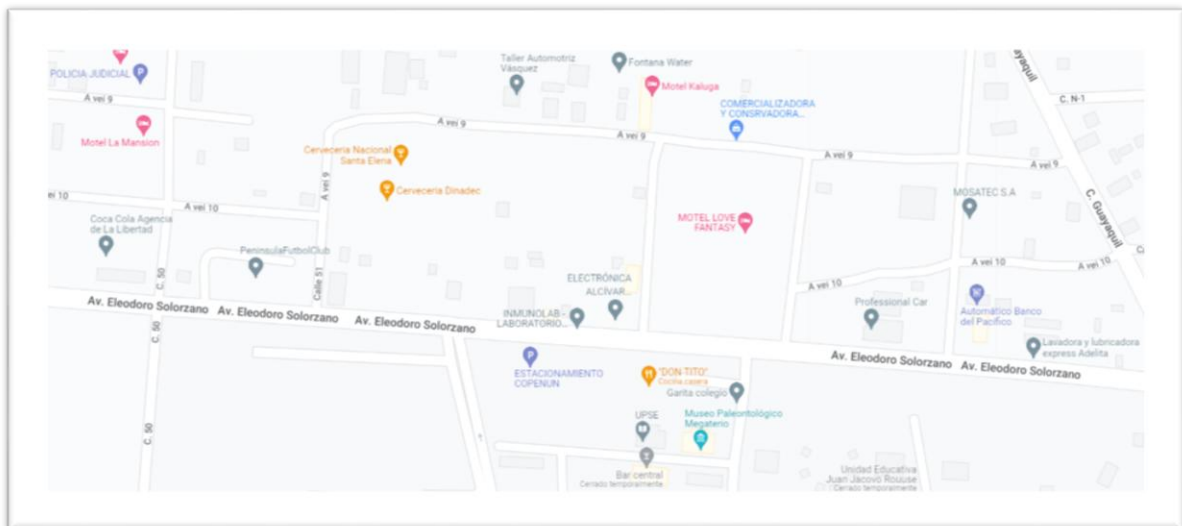 POLICIA JUDICIAL
Taller Automotriz
Vásquez
Fontana Water
Motel Kaluga
Guayaquil
C. N-1
A vei 9
Motel La Mansion
A vei 9
Cerveceria Nacional
Santa Elena
A vei 9
A vei 9
COMERCIALIZADORA
Y CONSRVADORA...
A vei 9
A vei 9
Cerveceria Dinadec
ei 10
A vei 10
MOSATEC S.A
C. Guayaquil
Coca Cola Agencia
de La Libertad
MOTEL LOVE
FANTASY
PeninsulaFutbolClub
C. 50
Calle 51
ELECTRÓNICA
ALCÍVAR...
A vei 10
A vei 10
A vei 10
INMUNOLAB -
LABORATORIO...
Professional Car
Automático Banco
del Pacífico
Av. Eleodoro Solorzano
Av. Eleodoro Solorzano
Av. Eleodoro Solorzano
Av. Eleodoro Solorzano
Av. Eleodoro Solorzano
Lavadora y lubricadora
express Adelita
C. 50
ESTACIONAMIENTO
COPENUN
"DON TITO"
Cocina casera
Garita colegio
UPSE
Museo Paleontológico
Megaterio
C. 50
Bar central
Cerrado temporalmente
Unidad Educativa
Juan Jacovo Rouuse
Cerrado temporalmente